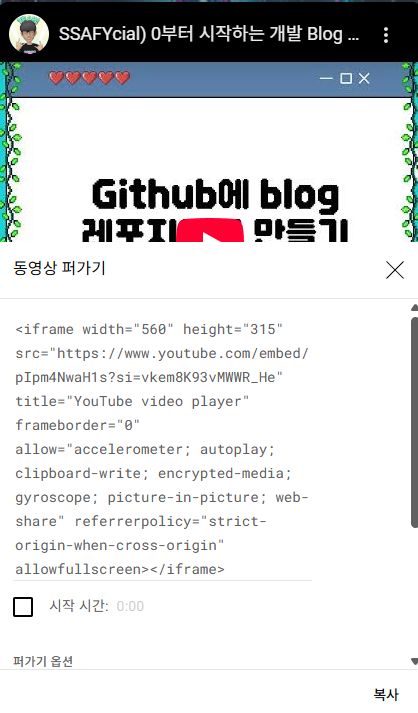 SSAFYcial) 0부터 시작하는 개발 Blog ...
Github에 blog
레포지 만들기
동영상 퍼가기
<iframe width="560" height="315"
src="https://www.youtube.com/embed/
pIpm4NwaH1s?si=vkem8K93vMWWR_He"
title="YouTube video player"
frameborder="0"
allow="accelerometer; autoplay;
clipboard-write; encrypted-media;
gyroscope; picture-in-picture; web-
share" referrerpolicy="strict-
origin-when-cross-origin"
allowfullscreen></iframe>
시작 시간: 0:00
퍼가기 옵션
복사